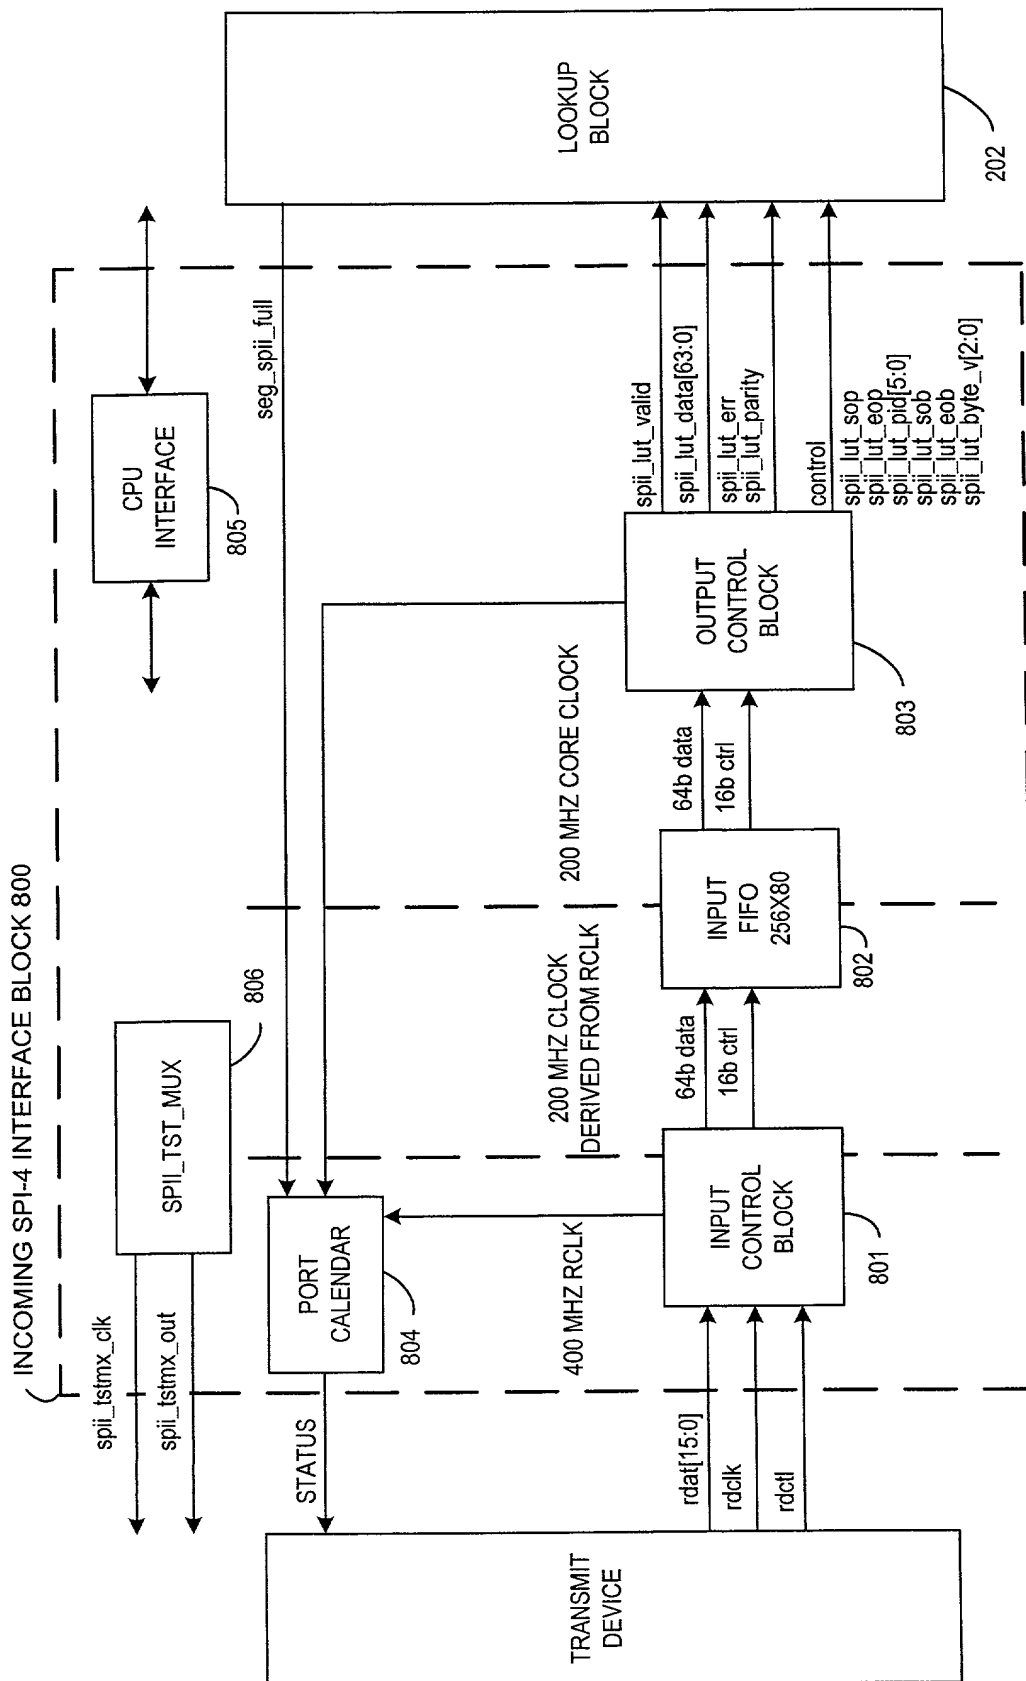 INCOMING SPI-4 INTERFACE BLOCK 800
spii_tstmx_clk
spii_tstmx_out
SPII_TST_MUX
806
CPU
INTERFACE
805
STATUS
PORT
CALENDAR
804
seg_spii_full
400 MHZ RCLK
200 MHZ CLOCK
DERIVED FROM RCLK
200 MHZ CORE CLOCK
TRANSMIT
DEVICE
rdat[15:0]
rdclk
rdctl
INPUT
CONTROL
BLOCK
801
64b data
16b ctrl
INPUT
FIFO
256X80
802
64b data
16b ctrl
OUTPUT
CONTROL
BLOCK
803
spii_lut_valid
spii_lut_data[63:0]
spii_lut_err
spii_lut_parity
control
spii_lut_sop
spii_lut_eop
spii_lut_pid[5:0]
spii_lut_sob
spii_lut_eob
spii_lut_byte_v[2:0]
LOOKUP
BLOCK
202